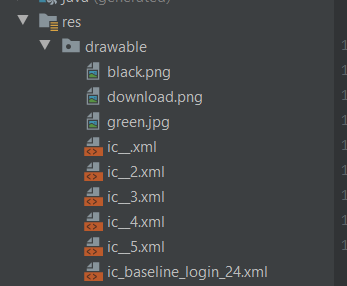 java (generated)
res
drawable
black.png
download.png
green.jpg
ic__.xml
ic__2.xml
ic__3.xml
ic__4.xml
ic__5.xml
ic_baseline_login_24.xml